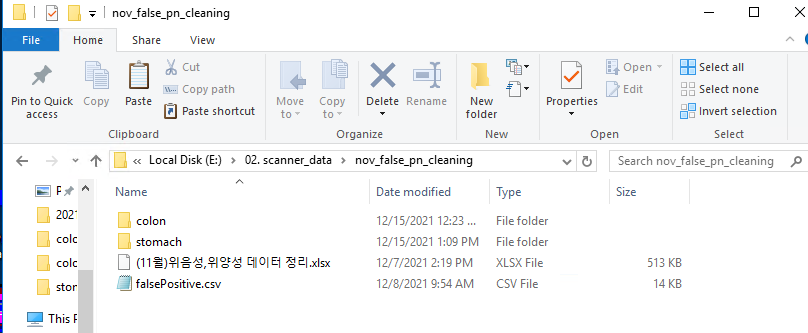 nov_false_pn_cleaning
File Home Share View
Pin to Quick access
Copy
Paste
Cut
Copy path
Paste shortcut
Clipboard
Move to
Copy to
Delete
Rename
Organize
New folder
New
Properties
Open
Edit
Open
Select all
Select none
Invert selection
Select
« Local Disk (E:) > 02. scanner_data > nov_false_pn_cleaning
Search nov_false_pn_cleaning
Name Date modified Type Size
colon 12/15/2021 12:23 ... File folder
stomach 12/15/2021 1:09 PM File folder
(11월)위음성,위양성 데이터 정리.xlsx 12/7/2021 2:19 PM XLSX File 513 KB
falsePositive.csv 12/8/2021 9:54 AM CSV File 14 KB
P
2021
colo
colo
ston
This P